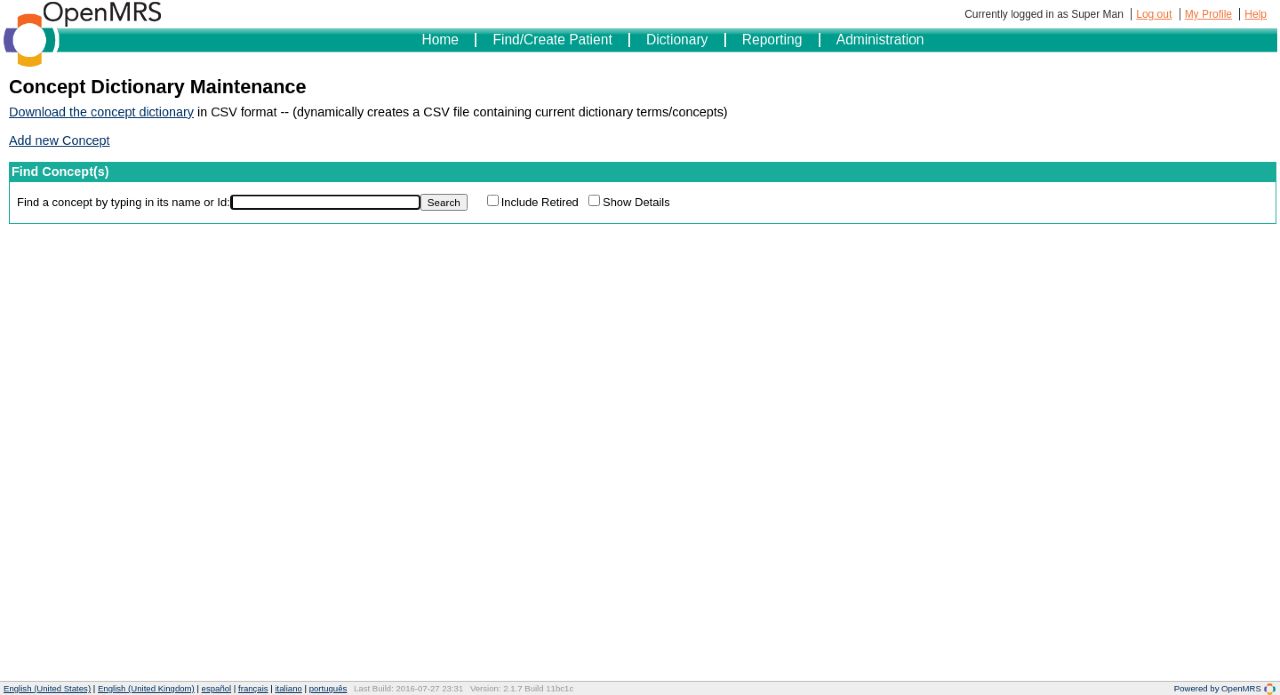 OpenMRS
Currently logged in as Super Man | Log out | My Profile | Help
Home | Find/Create Patient | Dictionary | Reporting | Administration
Concept Dictionary Maintenance
Download the concept dictionary in CSV format -- (dynamically creates a CSV file containing current dictionary terms/concepts)
Add new Concept
Find Concept(s)
Find a concept by typing in its name or Id: Search Include Retired Show Details
English (United States) | English (United Kingdom) | español | français | italiano | português Last Build: 2016-07-27 23:31 Version: 2.1.7 Build 11bc1c Powered by OpenMRS